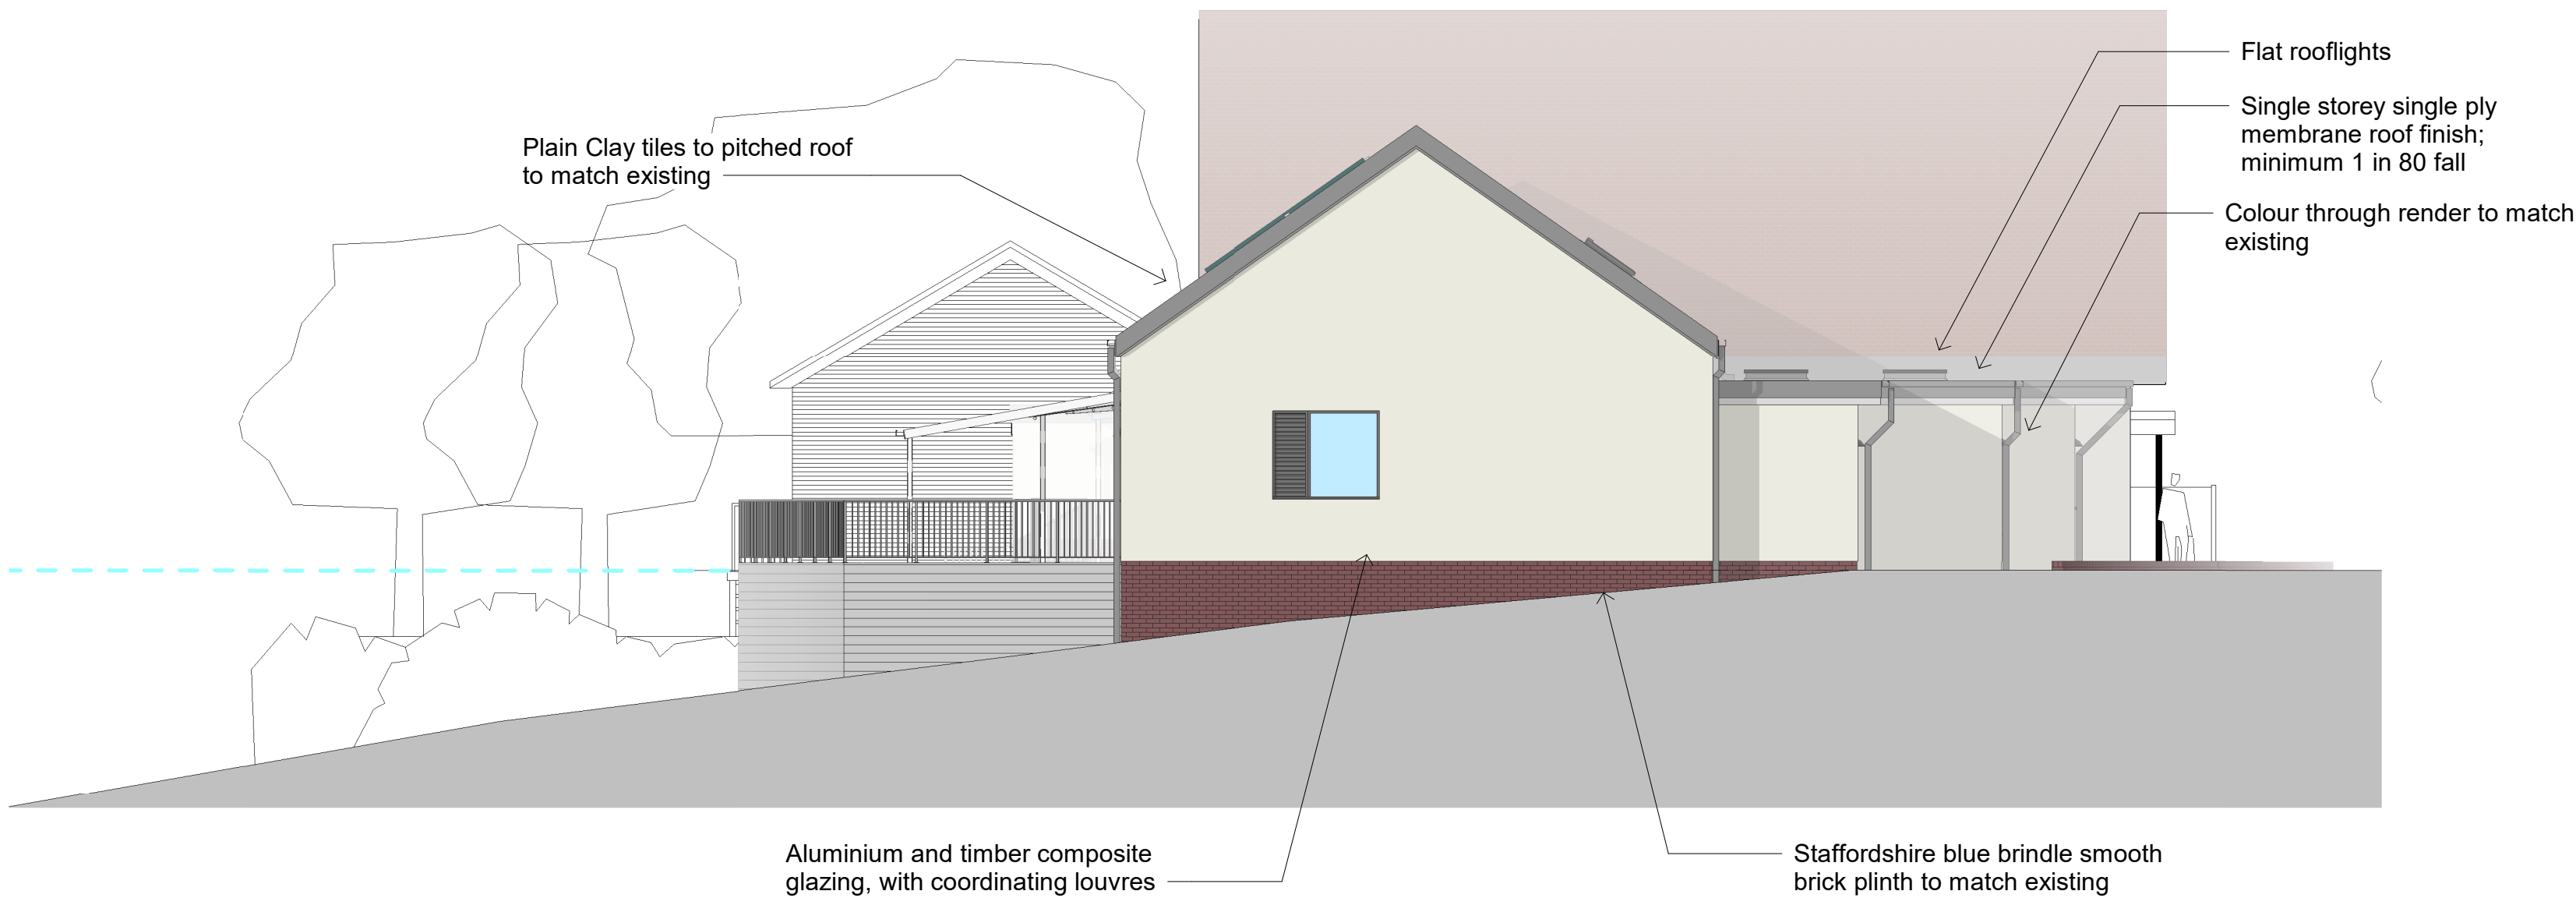 Flat rooflights
Single storey single ply
membrane roof finish;
minimum 1 in 80 fall
Plain Clay tiles to pitched roof
to match existing
Colour through render to match
existing
Aluminium and timber composite
glazing, with coordinating louvres
Staffordshire blue brindle smooth
brick plinth to match existing